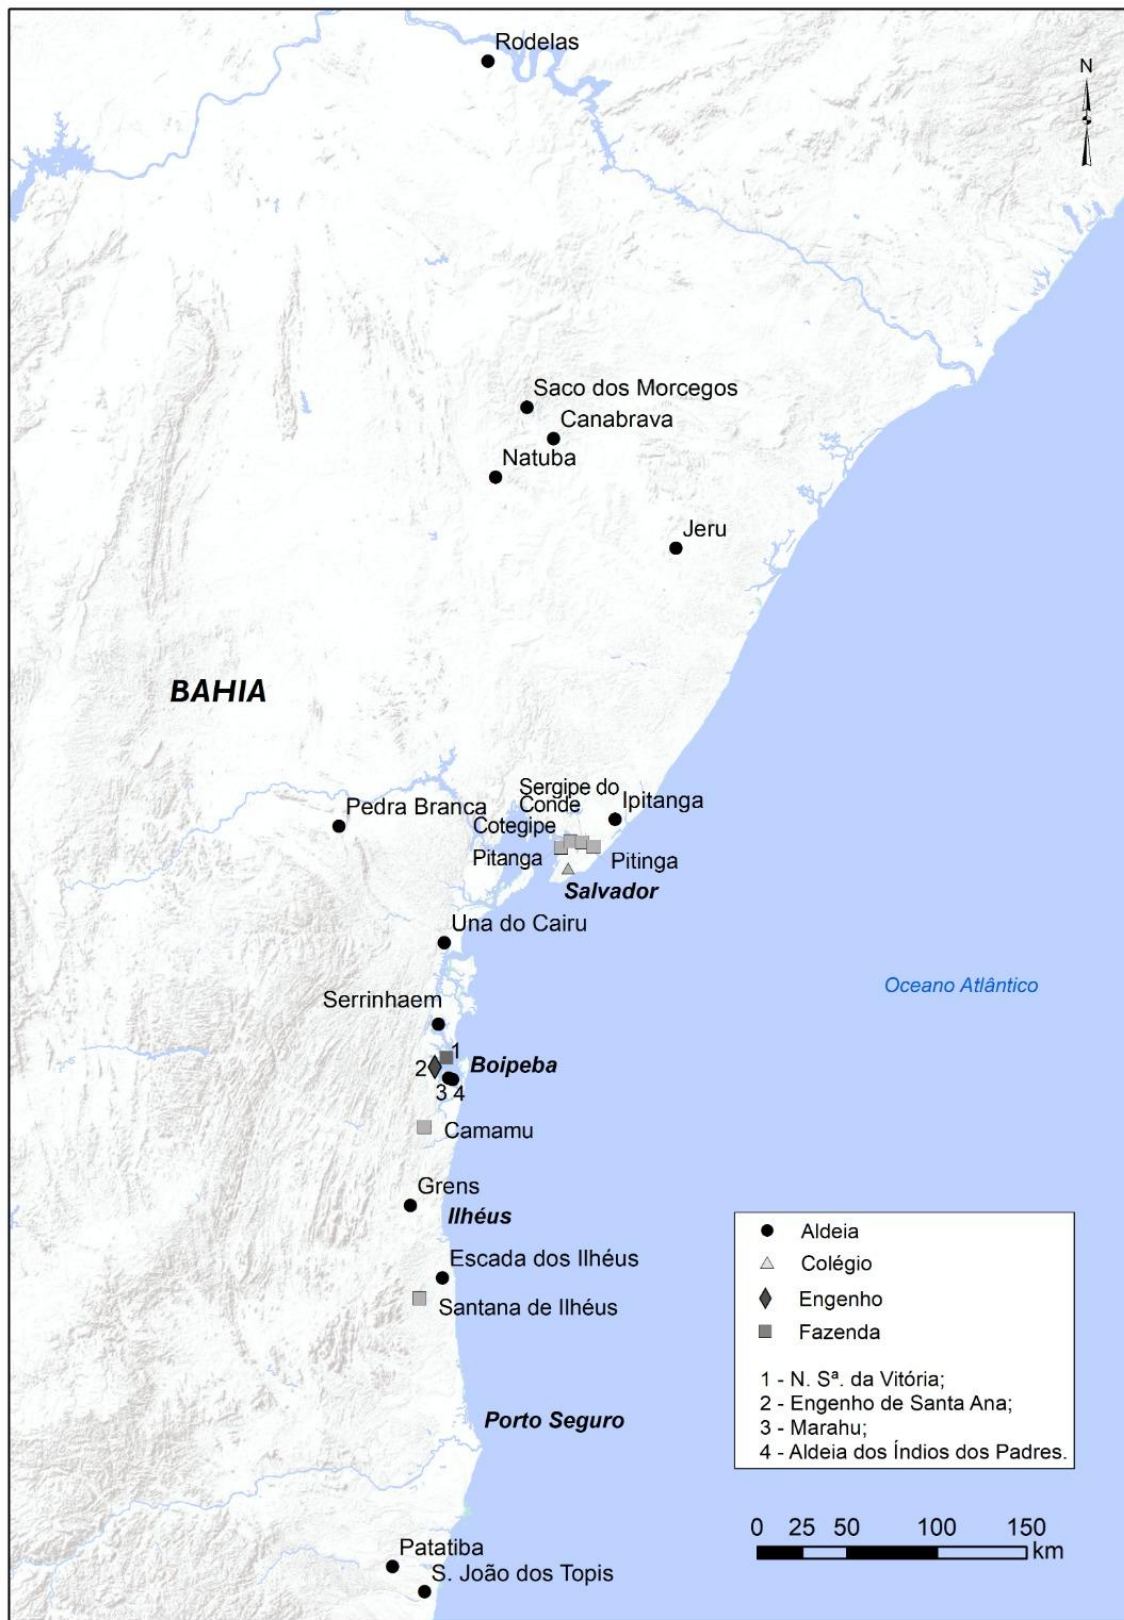 Rodelas
N
Saco dos Morcegos
Canabrava
Natuba
Jeru
BAHIA
Sergipe do
Conde
Ipitanga
Pedra Branca
Cotegipe
Pitanga
Pitinga
Salvador
Una do Cairu
Oceano Atlântico
Serrinhaem
1
2
Boipeba
3 4
Camamu
Grens
Ilhéus
Escada dos Ilhéus
Santana de Ilhéus
Porto Seguro
Patatiba
S. João dos Topis
Aldeia
Colégio
Engenho
Fazenda
1 - N. Sª. da Vitória;
2 - Engenho de Santa Ana;
3 - Marahu;
4 - Aldeia dos Índios dos Padres.
0 25 50 100 150
km